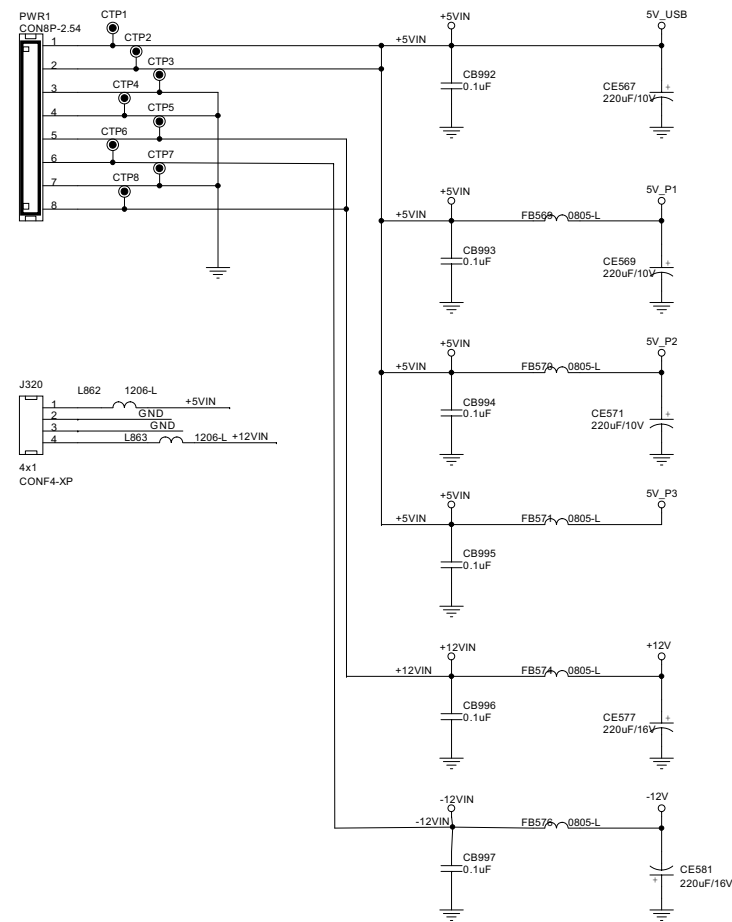 PWR1
CON8P-2.54
1
2
3
4
5
6
7
8
CTP1
CTP2
CTP3
CTP4
CTP5
CTP6
CTP7
CTP8
+5VIN
+5VIN
5V_USB
CB992
0.1uF
CE567
220uF/10V
+
+5VIN
+5VIN
FB569
0805-L
5V_P1
CB993
0.1uF
CE569
220uF/10V
+
+5VIN
+5VIN
FB570
0805-L
5V_P2
CB994
0.1uF
CE571
220uF/10V
+
+5VIN
+5VIN
FB571
0805-L
5V_P3
CB995
0.1uF
+12VIN
+12VIN
FB574
0805-L
+12V
CB996
0.1uF
CE577
220uF/16V
+
-12VIN
-12VIN
FB576
0805-L
-12V
CB997
0.1uF
CE581
220uF/16V
+
J320
1
2
3
4
L862
1206-L
+5VIN
GND
GND
L863
1206-L
+12VIN
4x1
CONF4-XP